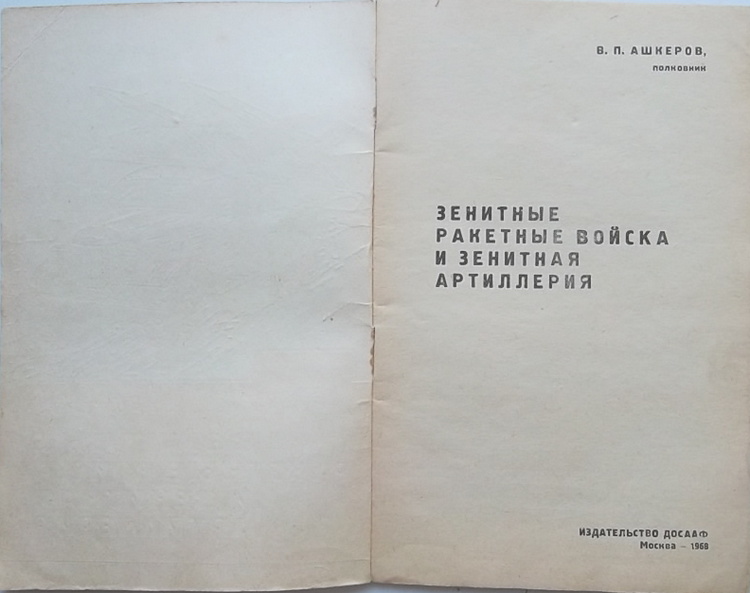 В. П. АШКЕРОВ,
полковник
ЗЕНИТНЫЕ
РАКЕТНЫЕ ВОЙСКА
И ЗЕНИТНАЯ
АРТИЛЛЕРИЯ
ИЗДАТЕЛЬСТВО ДОСААФ
Москва — 1968